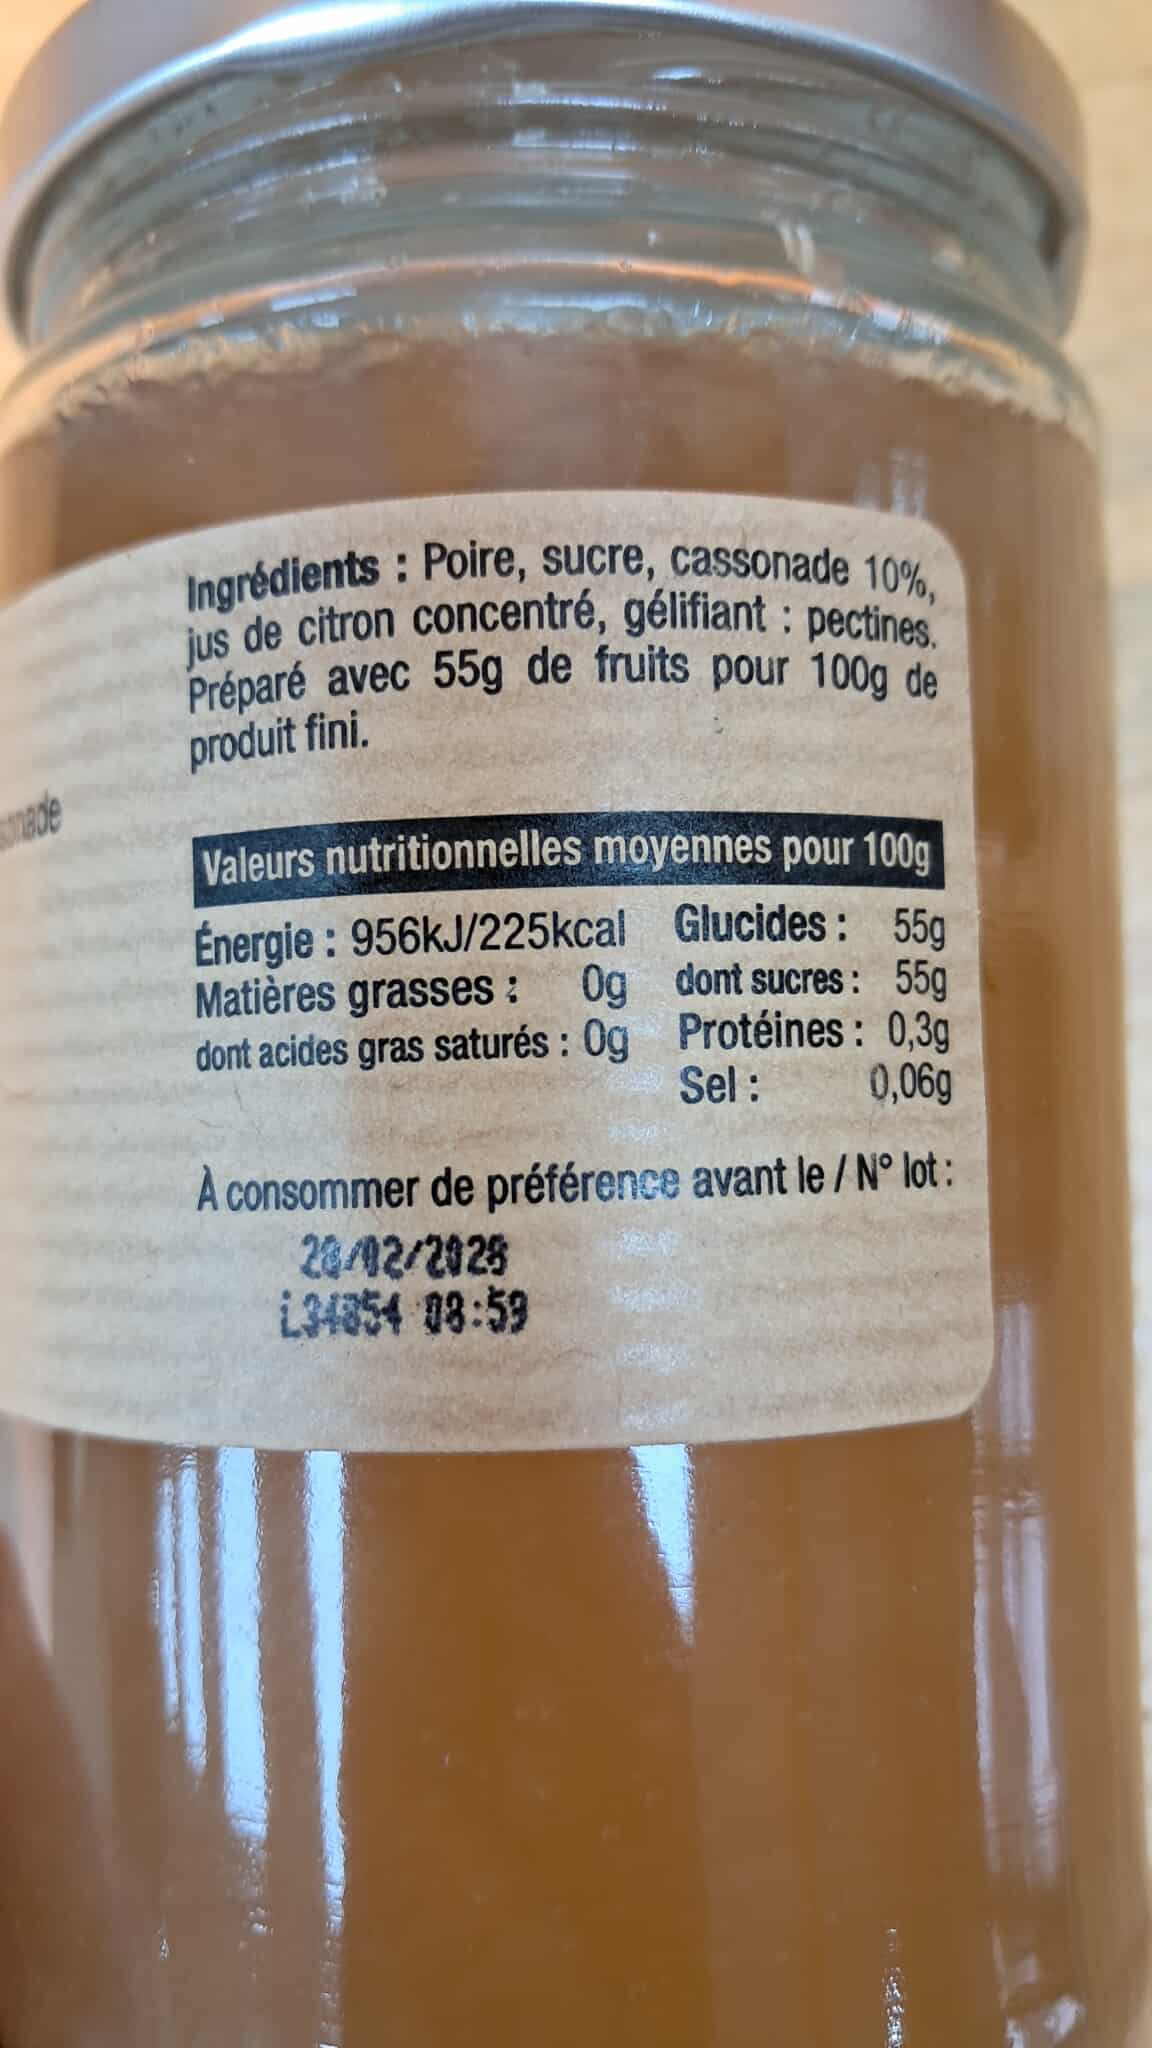 Ingrédients : Poire, sucre, cassonade 10%,
jus de citron concentré, gélifiant : pectines.
Préparé avec 55g de fruits pour 100g de
produit fini.
Valeurs nutritionnelles moyennes pour 100g
Énergie : 956kJ/225kcal
Matières grasses : 0g
dont acides gras saturés : 0g
Glucides : 55g
dont sucres : 55g
Protéines : 0,3g
Sel : 0,06g
À consommer de préférence avant le / N° lot :
08:59